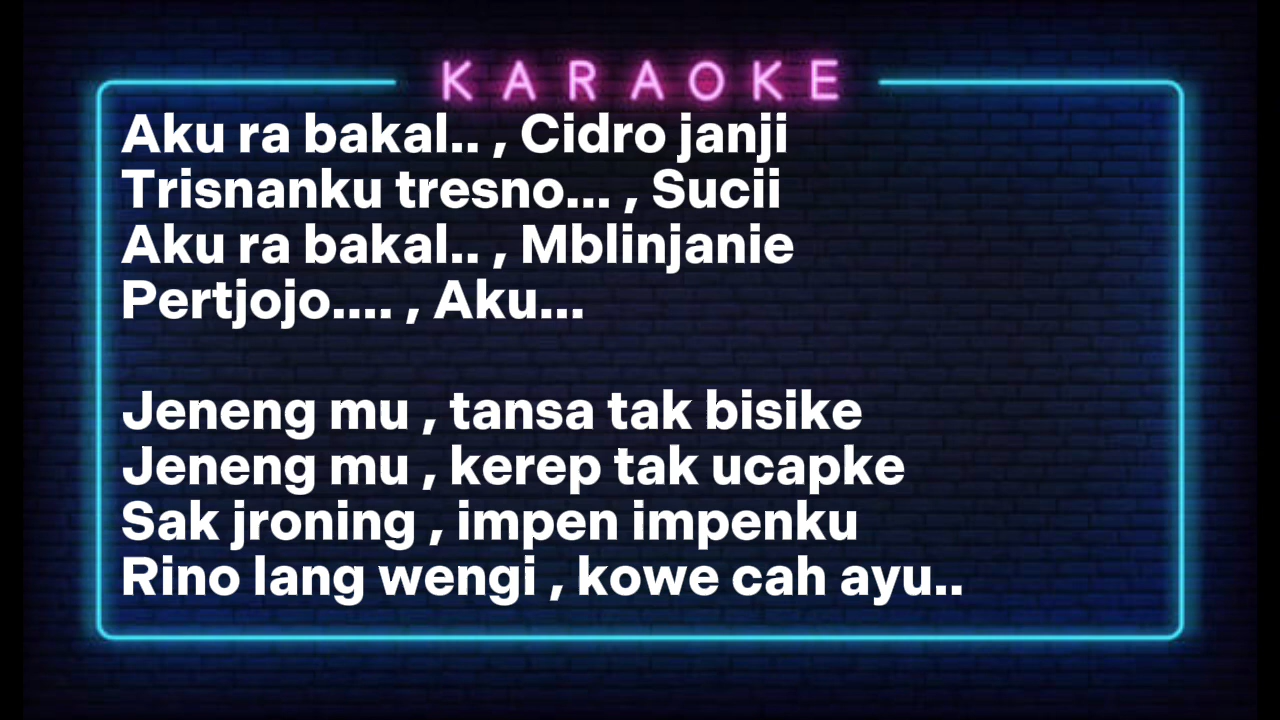 KARAOKE
Aku ra bakal.. , Cidro janji
Trisnanku tresno... , Sucii
Aku ra bakal.. , Mblinjanie
Pertjojo.... , Aku...
Jeneng mu , tansa tak bisike
Jeneng mu , kerep tak ucapke
Sak jroning , impen impenku
Rino lang wengi , kowe cah ayu..